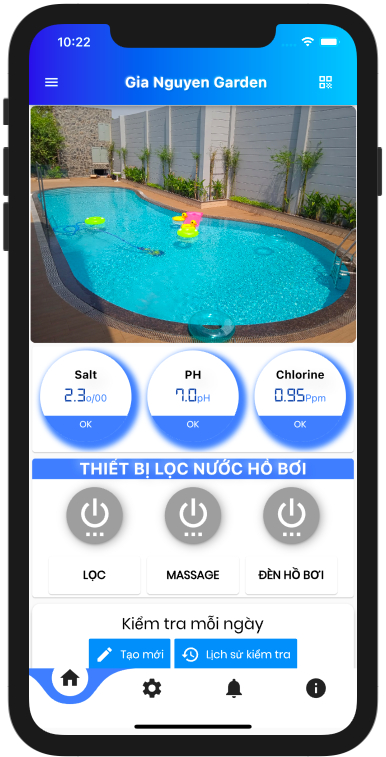 10:22
Gia Nguyen Garden
Salt PH Chlorine
2.3o/00 7.0pH 0.95Ppm
OK OK OK
THIẾT BỊ LỌC NƯỚC HỒ BƠI
LỌC MASSAGE ĐÈN HỒ BƠI
Kiểm tra mỗi ngày
Tạo mới Lịch sử kiểm tra